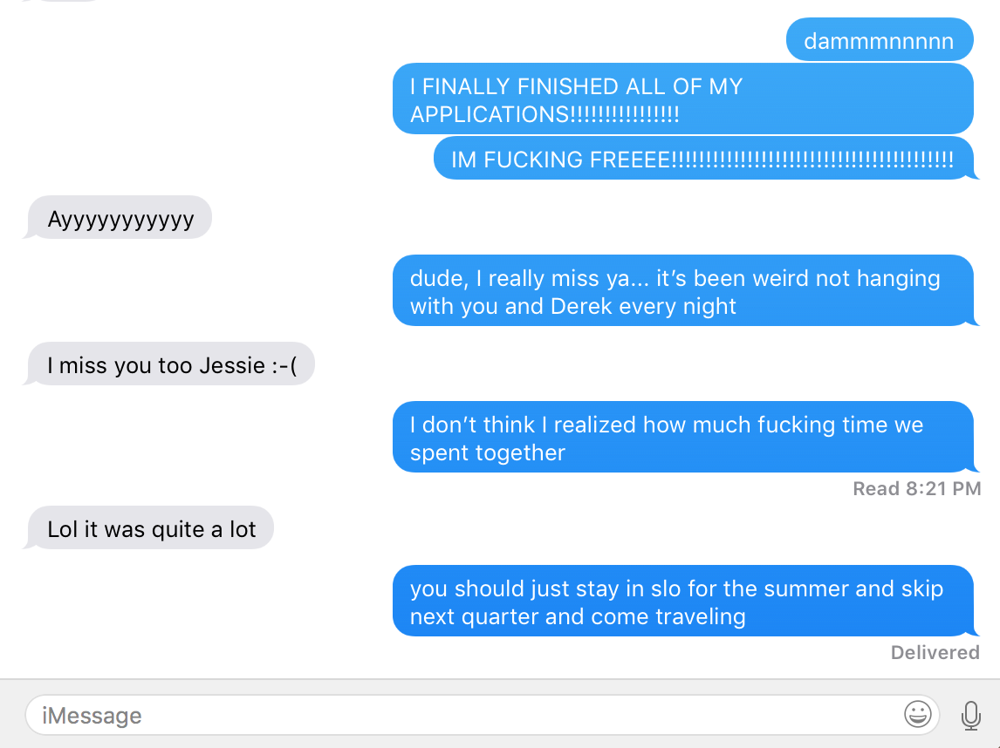 dammmnnnnn
I FINALLY FINISHED ALL OF MY
APPLICATIONS!!!!!!!!!!!!!!!!
IM FUCKING FREEEE!!!!!!!!!!!!!!!!!!!!!!!!!!!!!!!!!!!!!!!!!
Ayyyyyyyyyyy
dude, I really miss ya... it’s been weird not hanging
with you and Derek every night
I miss you too Jessie :-(
I don’t think I realized how much fucking time we
spent together
Read 8:21 PM
Lol it was quite a lot
you should just stay in slo for the summer and skip
next quarter and come traveling
Delivered
iMessage